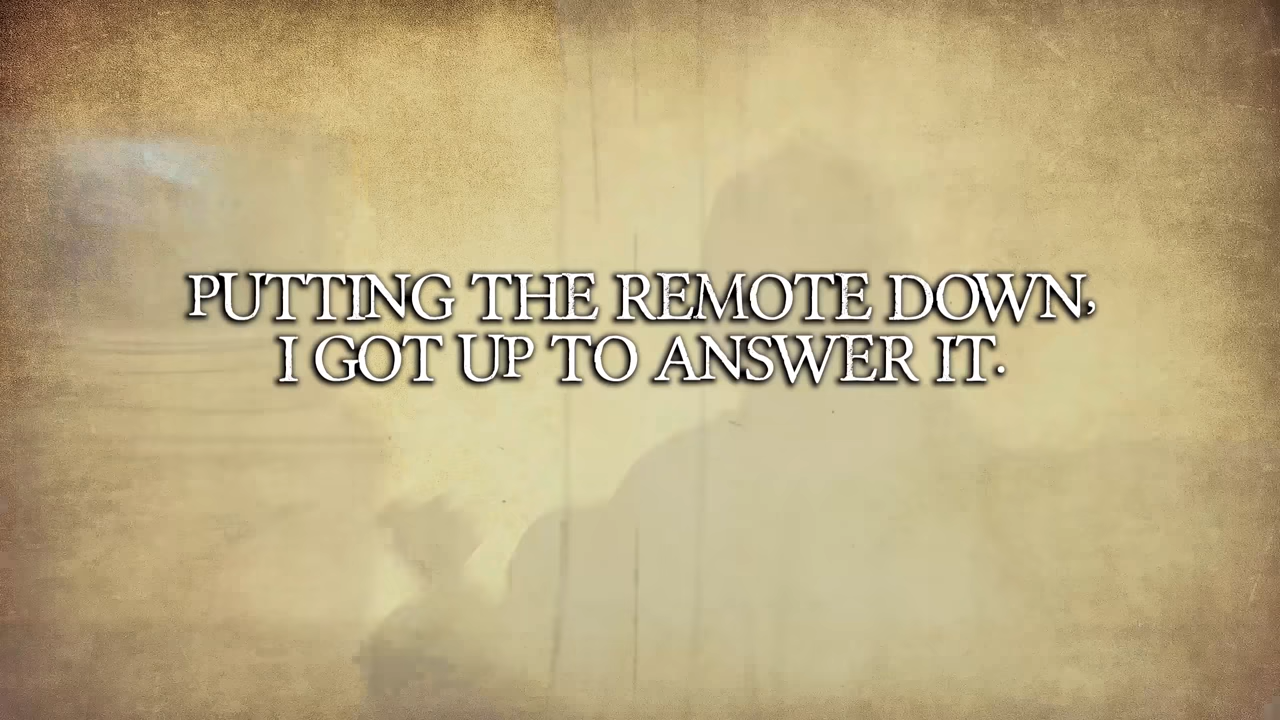 PUTTING THE REMOTE DOWN,
I GOT UP TO ANSWER IT.